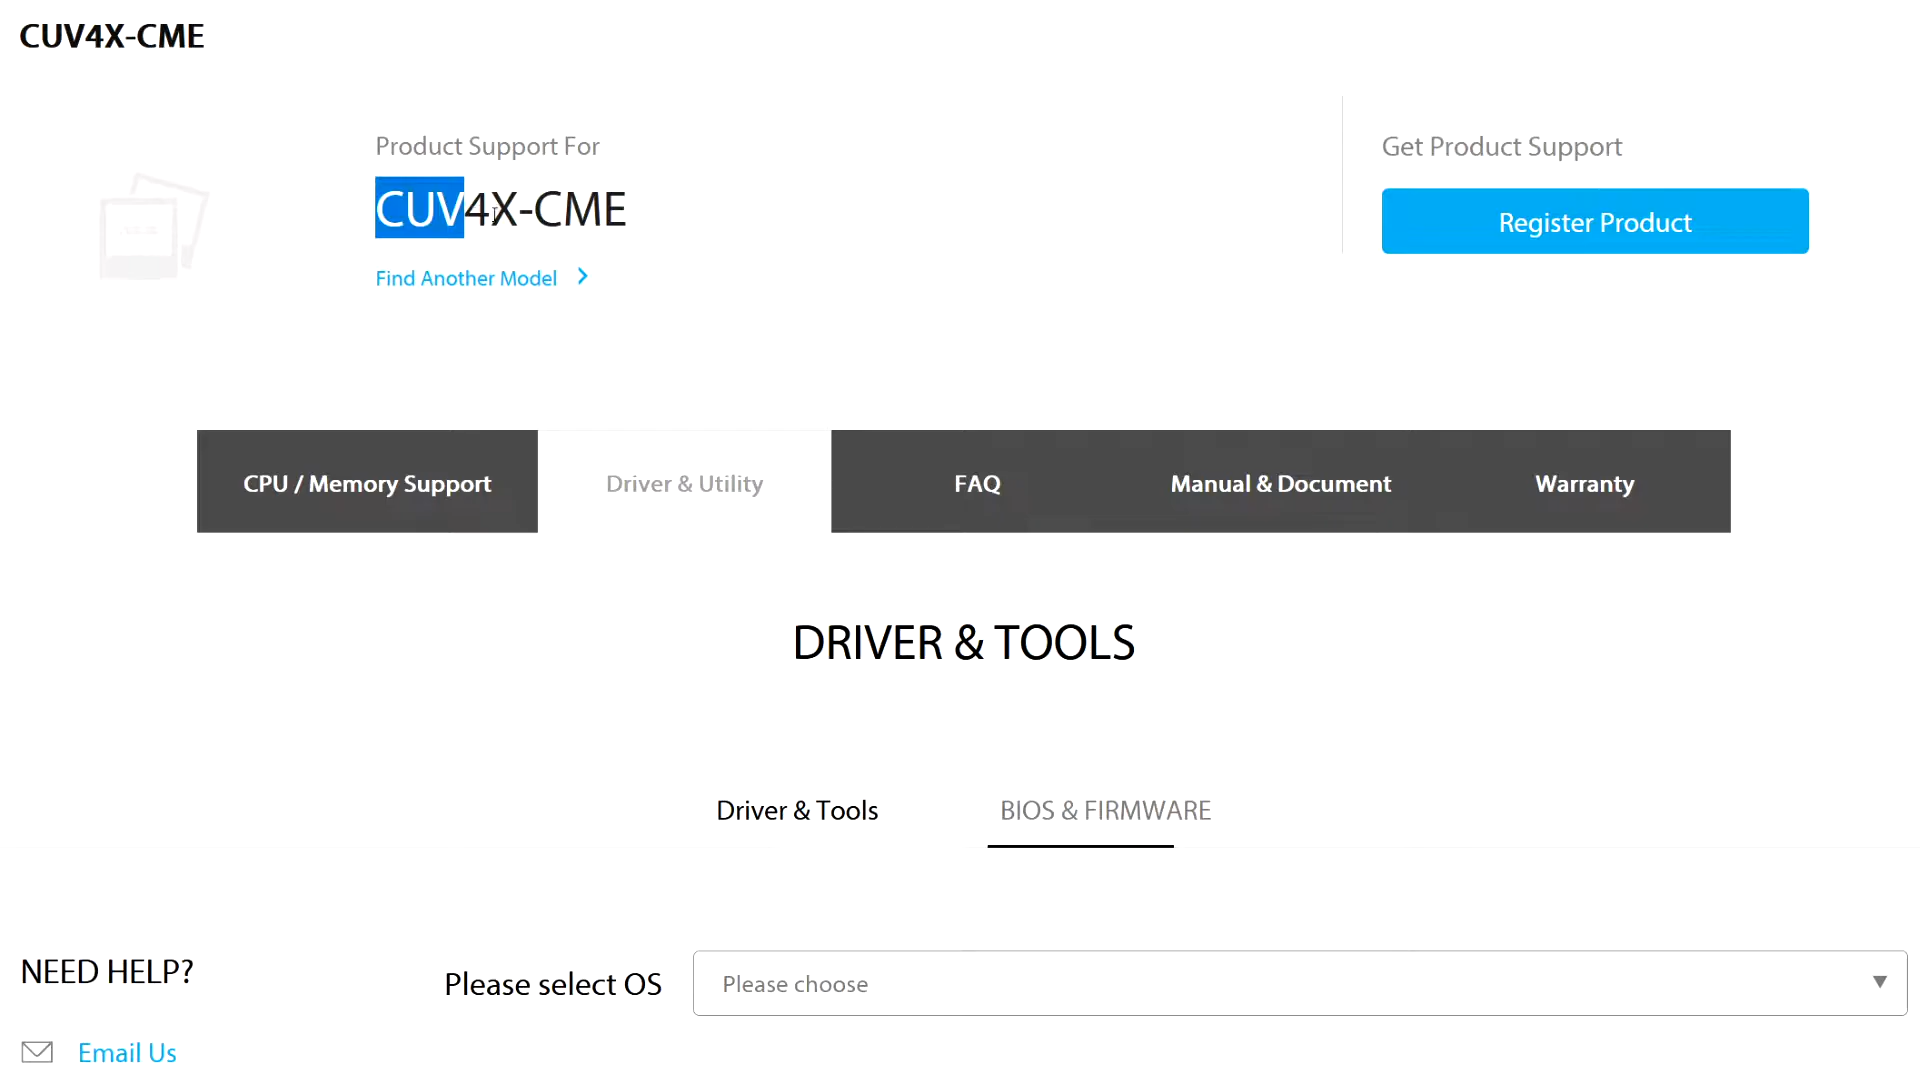 CUV4X-CME
Product Support For
CUV4X-CME
Find Another Model
Get Product Support
Register Product
CPU / Memory Support
Driver & Utility
FAQ
Manual & Document
Warranty
DRIVER & TOOLS
Driver & Tools
BIOS & FIRMWARE
NEED HELP?
Please select OS
Please choose
Email Us